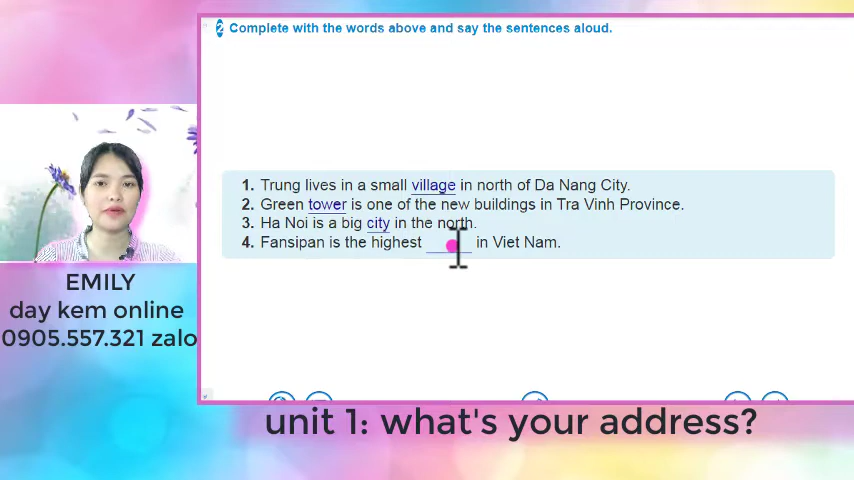 2 Complete with the words above and say the sentences aloud.
1. Trung lives in a small village in north of Da Nang City.
2. Green tower is one of the new buildings in Tra Vinh Province.
3. Ha Noi is a big city in the north.
4. Fansipan is the highest ____ in Viet Nam.
EMILY
day kem online
0905.557.321 zalo
unit 1: what's your address?